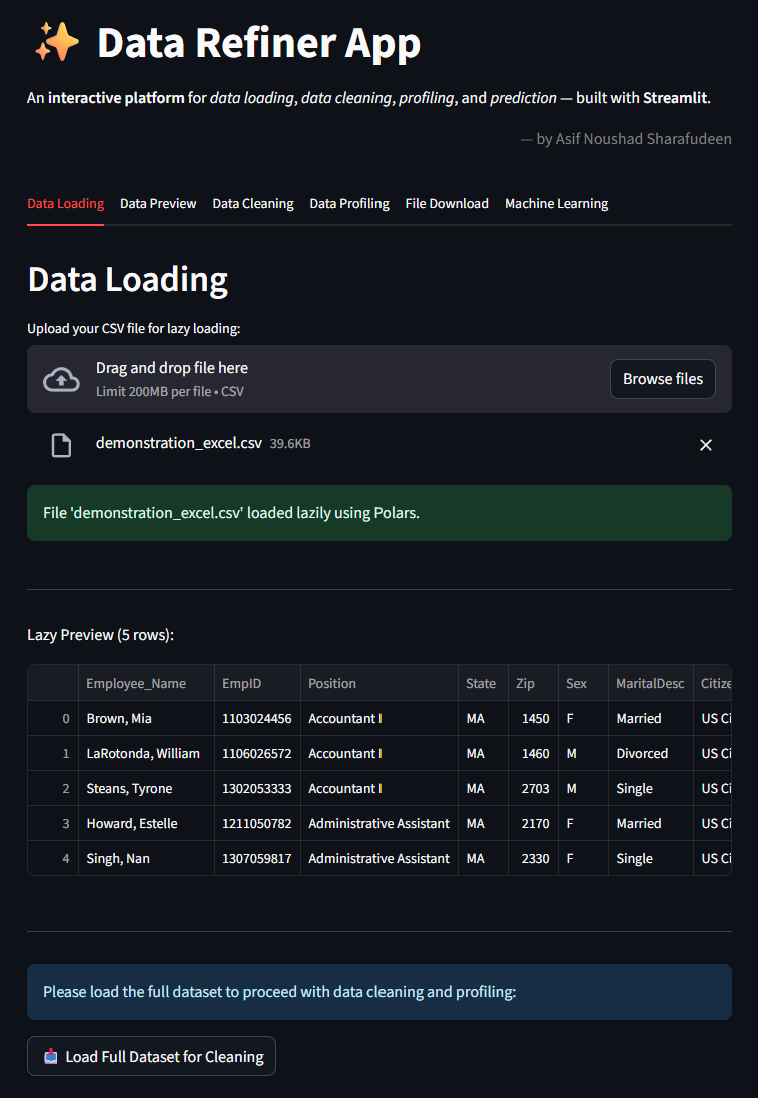 Data Refiner App
An interactive platform for data loading, data cleaning, profiling, and prediction — built with Streamlit.
— by Asif Noushad Sharafudeen
Data Loading Data Preview Data Cleaning Data Profiling File Download Machine Learning
Data Loading
Upload your CSV file for lazy loading:
Drag and drop file here
Limit 200MB per file • CSV
Browse files
demonstration_excel.csv 39.6KB
File 'demonstration_excel.csv' loaded lazily using Polars.
Lazy Preview (5 rows):
Employee_Name EmpID Position State Zip Sex MaritalDesc Citize
0 Brown, Mia 1103024456 Accountant I MA 1450 F Married US Ci
1 LaRotonda, William 1106026572 Accountant I MA 1460 M Divorced US Ci
2 Steans, Tyrone 1302053333 Accountant I MA 2703 M Single US Ci
3 Howard, Estelle 1211050782 Administrative Assistant MA 2170 F Married US Ci
4 Singh, Nan 1307059817 Administrative Assistant MA 2330 F Single US Ci
Please load the full dataset to proceed with data cleaning and profiling:
Load Full Dataset for Cleaning